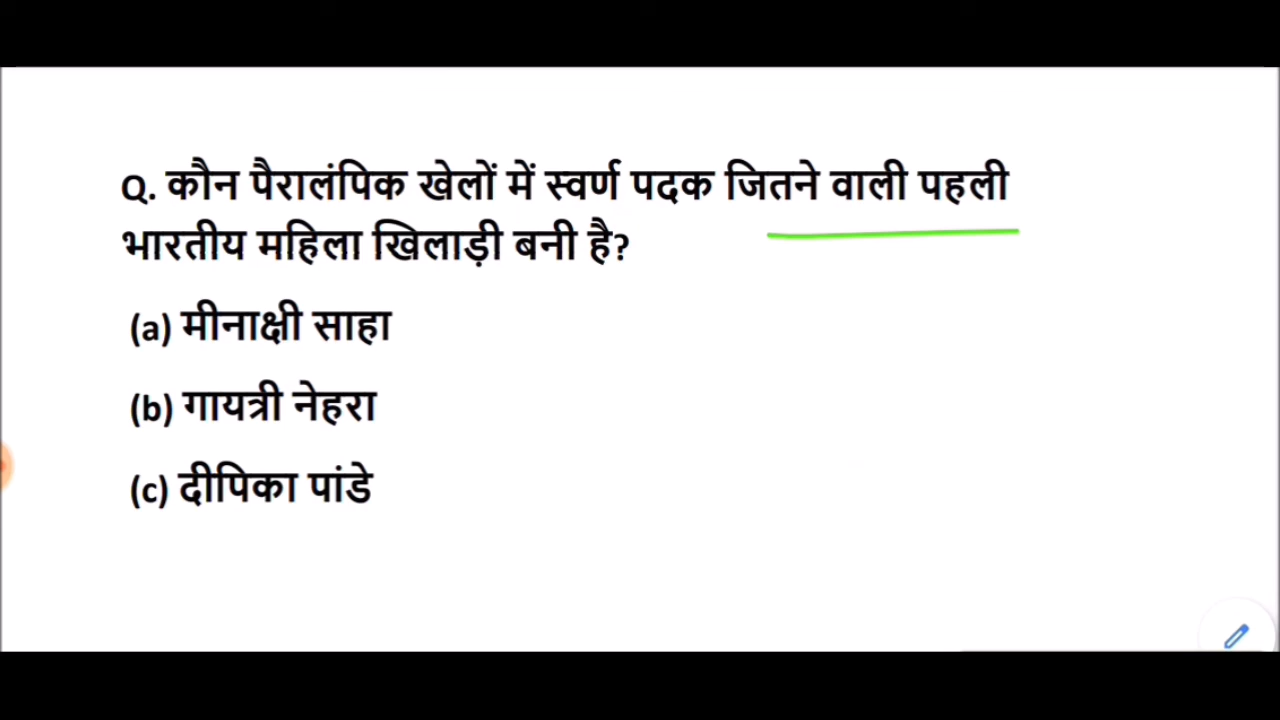 Q. कौन पैरालंपिक खेलों में स्वर्ण पदक जितने वाली पहली
भारतीय महिला खिलाड़ी बनी है?
(a) मीनाक्षी साहा
(b) गायत्री नेहरा
(c) दीपिका पांडे